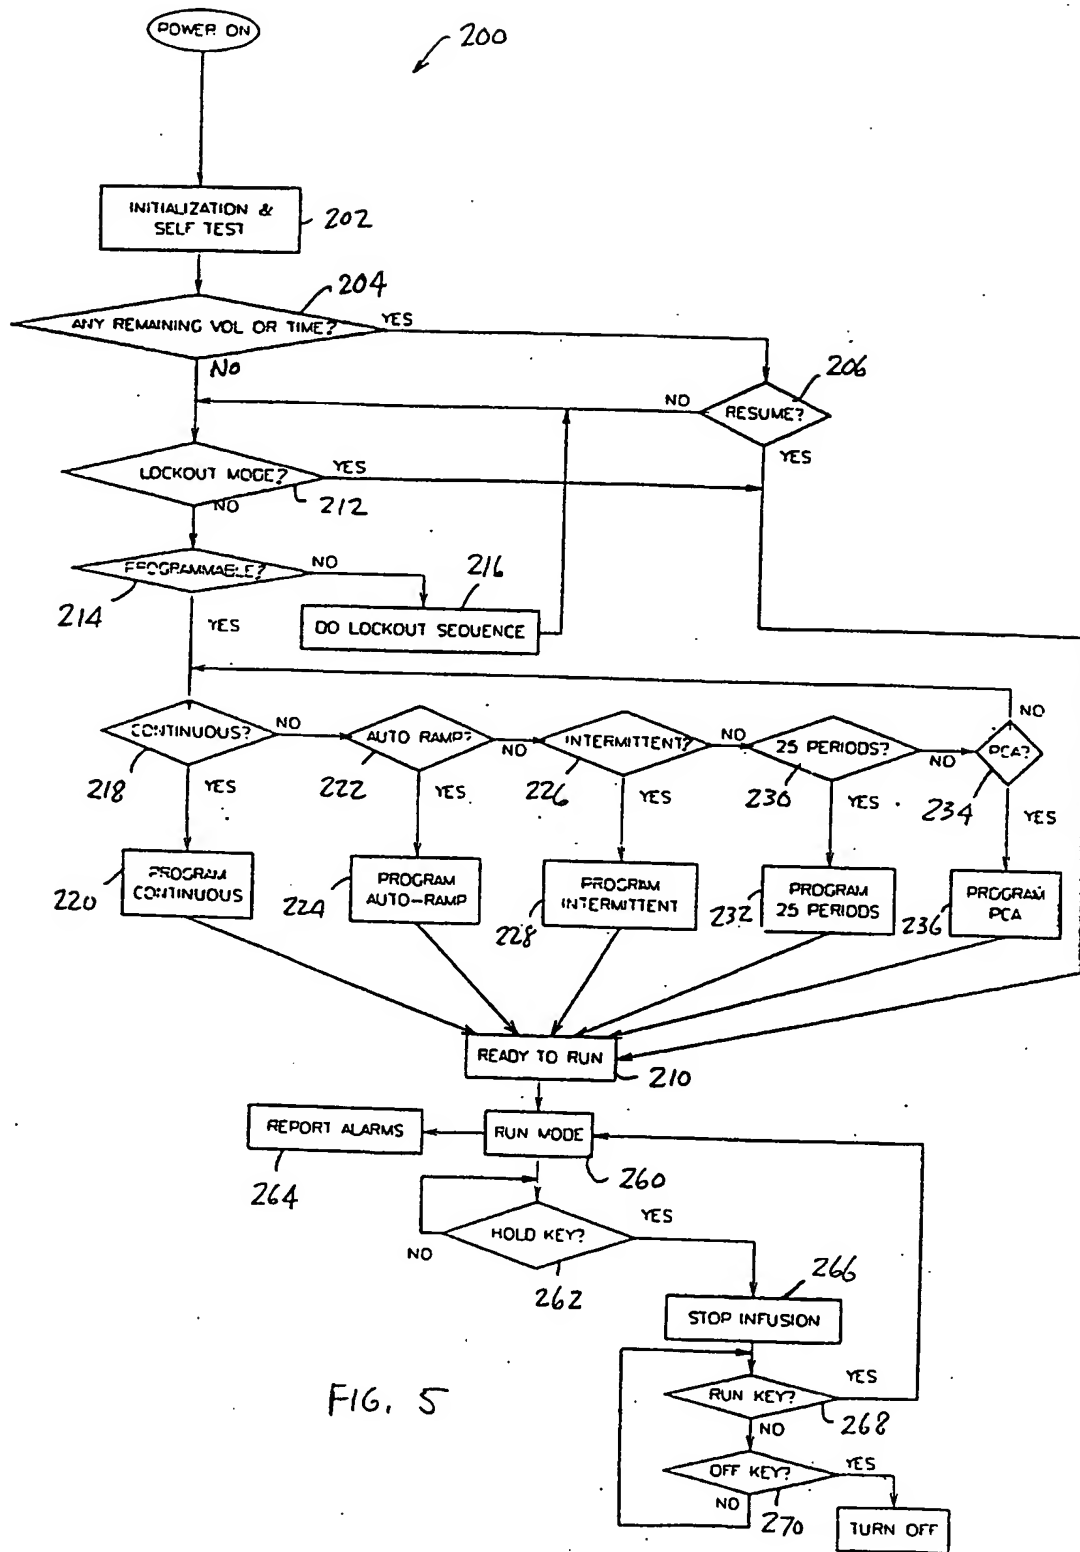 POWER ON
200
INITIALIZATION &
SELF TEST
202
204
ANY REMAINING VOL OR TIME?
YES
No
206
NO
RESUME?
YES
LOCKOUT MODE?
YES
212
NO
PROGRAMMABLE?
NO
214
216
YES
DO LOCKOUT SEQUENCE
NO
CONTINUOUS?
NO
AUTO RAMP?
NO
INTERMITTENT?
NO
25 PERIODS?
NO
PCA?
218
YES
222
YES
226
YES
230
YES
234
YES
PROGRAM
CONTINUOUS
220
PROGRAM
AUTO-RAMP
224
PROGRAM
INTERMITTENT
228
PROGRAM
25 PERIODS
232
PROGRAM
PCA
236
READY TO RUN
210
REPORT ALARMS
RUN MODE
264
260
HOLD KEY?
YES
NO
262
266
STOP INFUSION
RUN KEY?
YES
268
NO
OFF KEY?
YES
NO
270
TURN OFF
FIG. 5